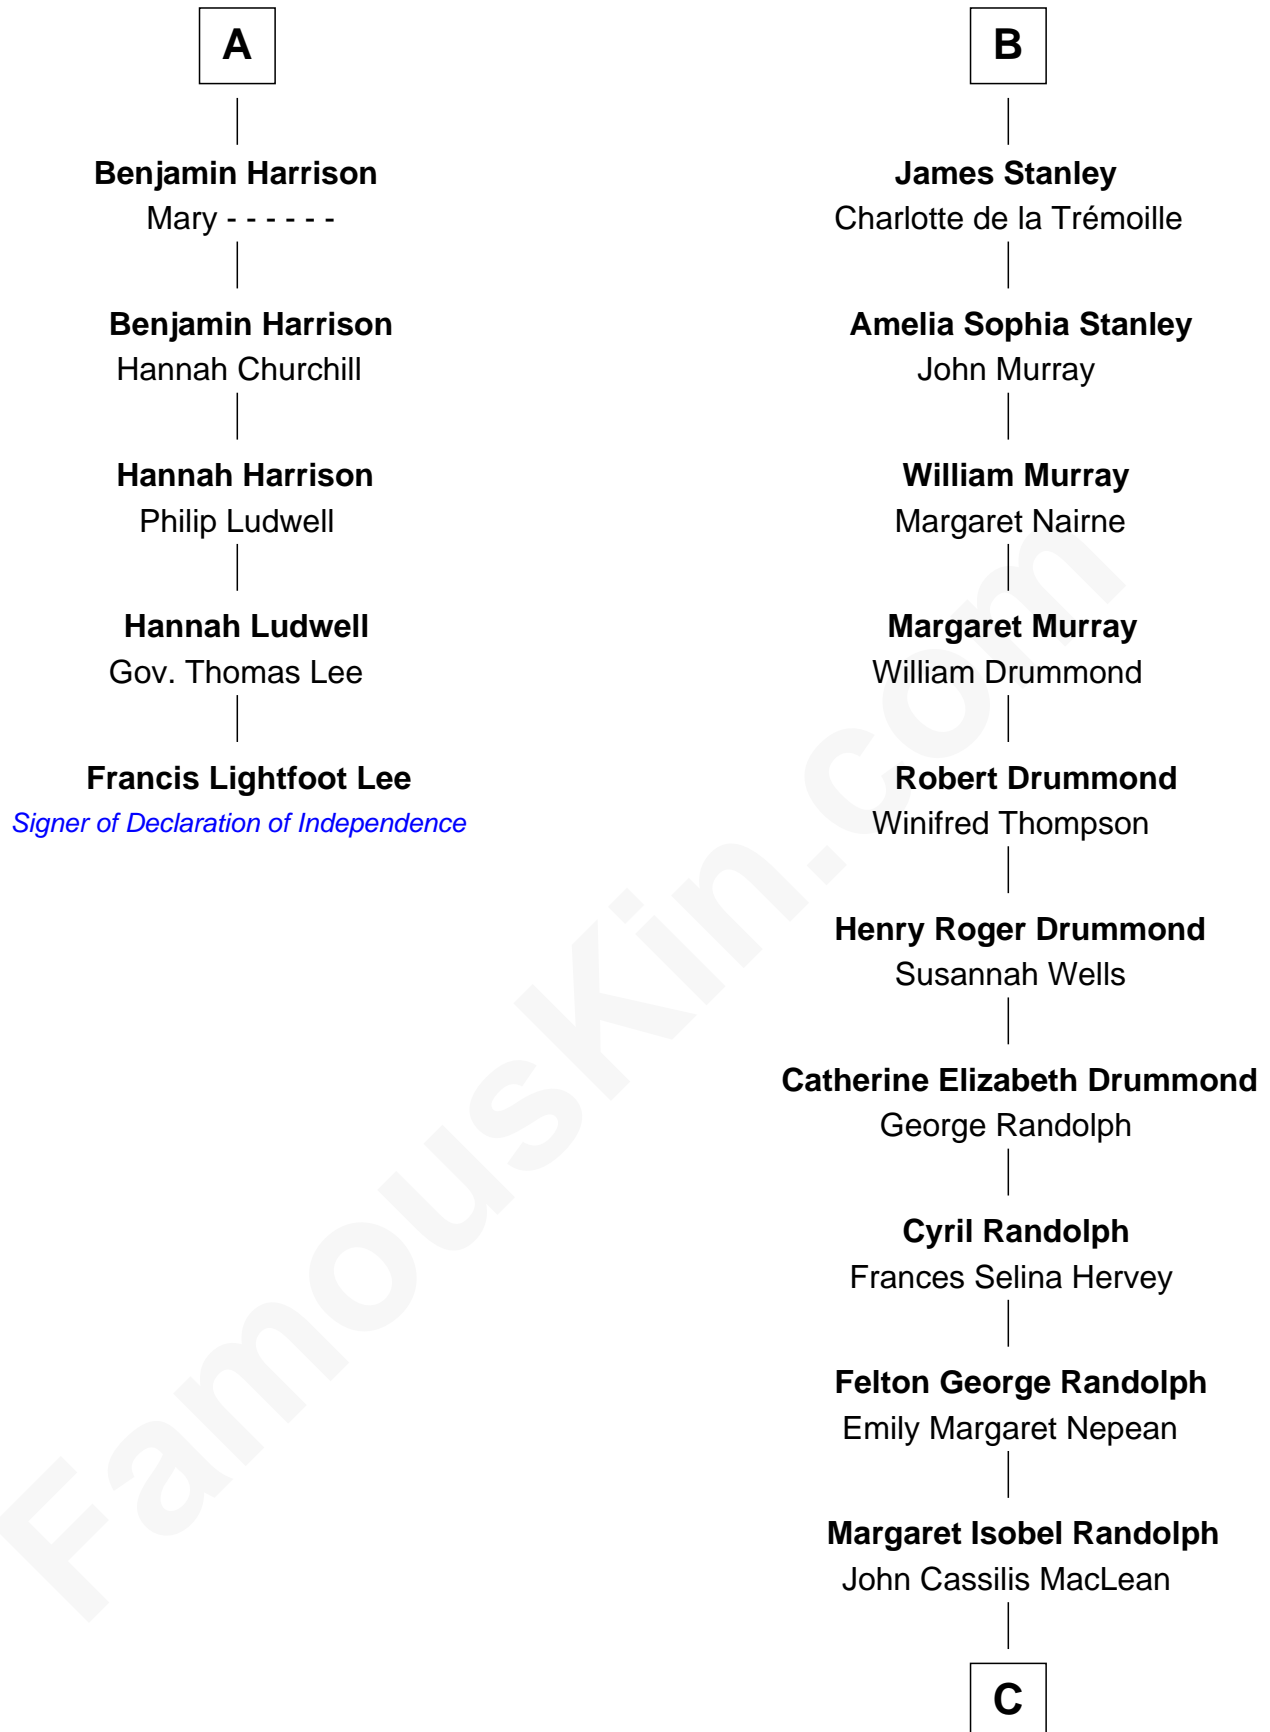 A
Benjamin Harrison
Mary - - - - - -
Benjamin Harrison
Hannah Churchill
Hannah Harrison
Philip Ludwell
Hannah Ludwell
Gov. Thomas Lee
Francis Lightfoot Lee
Signer of Declaration of Independence
B
James Stanley
Charlotte de la Trémoille
Amelia Sophia Stanley
John Murray
William Murray
Margaret Nairne
Margaret Murray
William Drummond
Robert Drummond
Winifred Thompson
Henry Roger Drummond
Susannah Wells
Catherine Elizabeth Drummond
George Randolph
Cyril Randolph
Frances Selina Hervey
Felton George Randolph
Emily Margaret Nepean
Margaret Isobel Randolph
John Cassilis MacLean
C
FamousKin.com